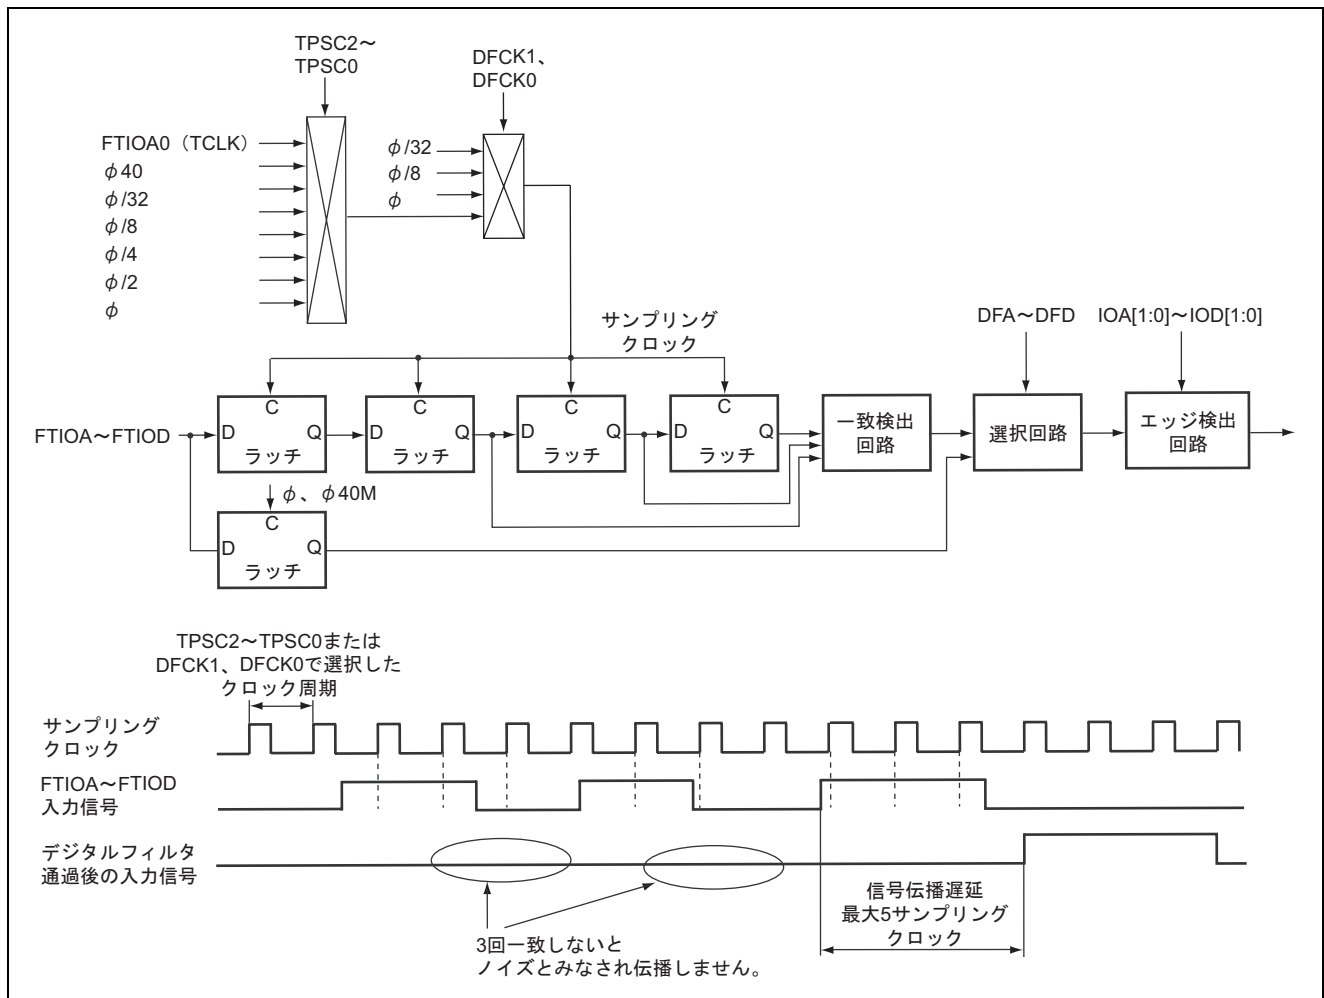 TPSC2～
TPSC0
DFCK1、
DFCK0
FTIOA0（TCLK）
φ40
φ/32
φ/8
φ/4
φ/2
φ
φ/32
φ/8
φ
サンプリング
クロック
DFA～DFD
IOA[1:0]～IOD[1:0]
FTIOA～FTIOD
C
D
Q
ラッチ
C
D
Q
ラッチ
C
D
Q
ラッチ
C
D
Q
ラッチ
一致検出
回路
選択回路
エッジ検出
回路
φ、φ40M
C
D
Q
ラッチ
TPSC2～TPSC0または
DFCK1、DFCK0で選択した
クロック周期
サンプリング
クロック
FTIOA～FTIOD
入力信号
デジタルフィルタ
通過後の入力信号
信号伝播遅延
最大5サンプリング
クロック
3回一致しないと
ノイズとみなされ伝播しません。